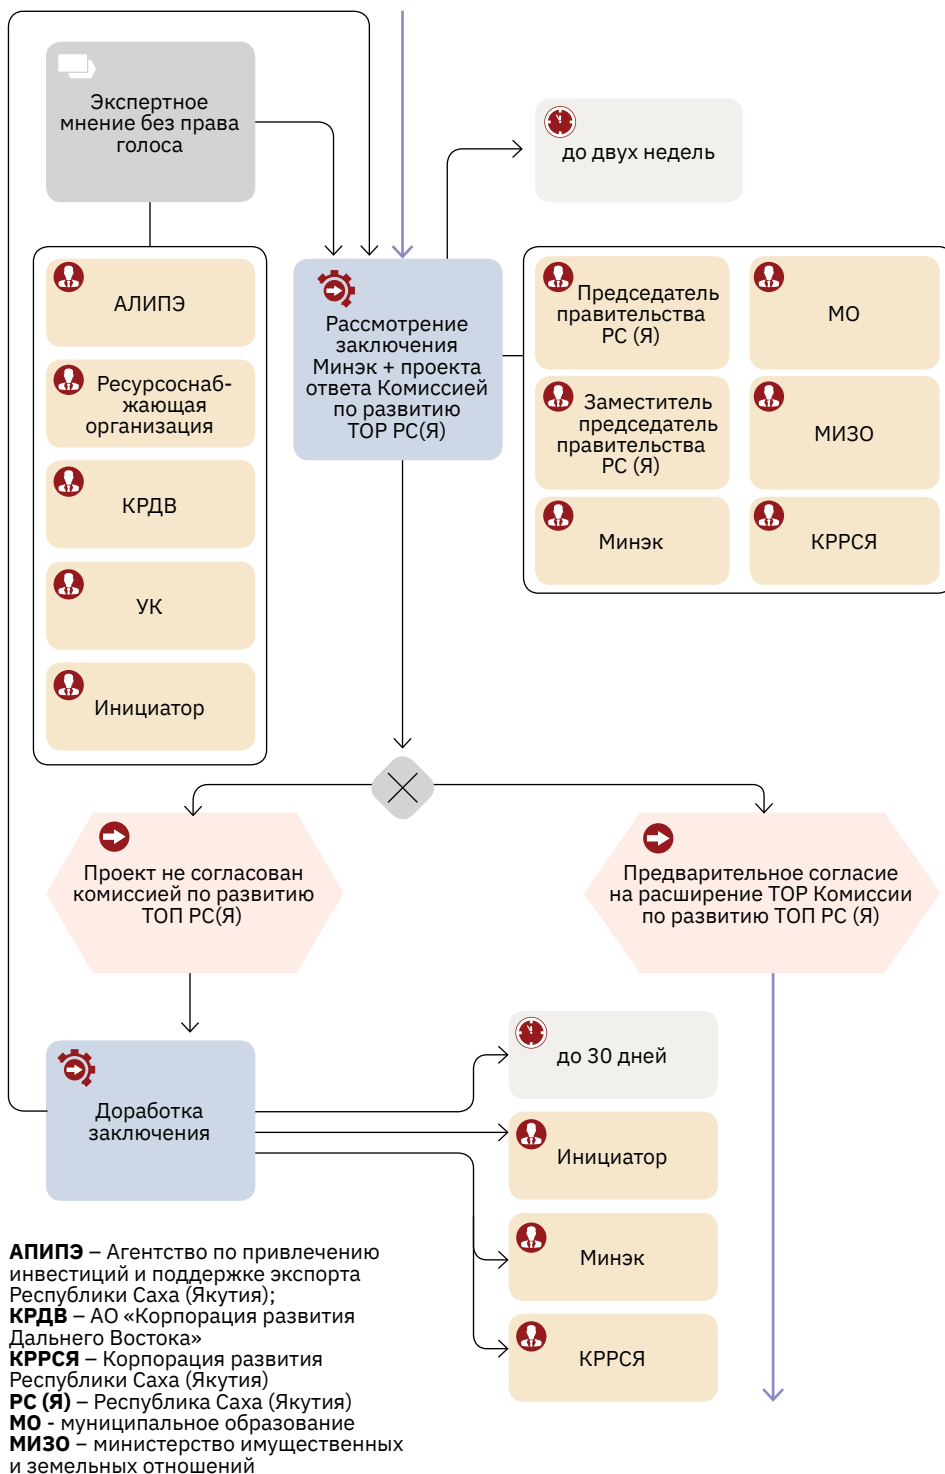 Экспертное
мнение без права
голоса
до двух недель
АЛИПЭ
Ресурсоснаб-
жающая
организация
КРДВ
УК
Инициатор
Рассмотрение
заключения
Минэк + проекта
ответа Комиссией
по развитию
ТОР РС(Я)
Председатель
правительства
РС (Я)
МО
Заместитель
председатель
правительства
РС (Я)
МИЗО
Минэк
КРРСЯ
Проект не согласован
комиссией по развитию
ТОП РС(Я)
Предварительное согласие
на расширение ТОР Комиссии
по развитию ТОП РС (Я)
Доработка
заключения
до 30 дней
Инициатор
Минэк
КРРСЯ
АПИПЭ – Агентство по привлечению
инвестиций и поддержке экспорта
Республики Саха (Якутия);
КРДВ – АО «Корпорация развития
Дальнего Востока»
КРРСЯ – Корпорация развития
Республики Саха (Якутия)
РС (Я) – Республика Саха (Якутия)
МО - муниципальное образование
МИЗО – министерство имущественных
и земельных отношений